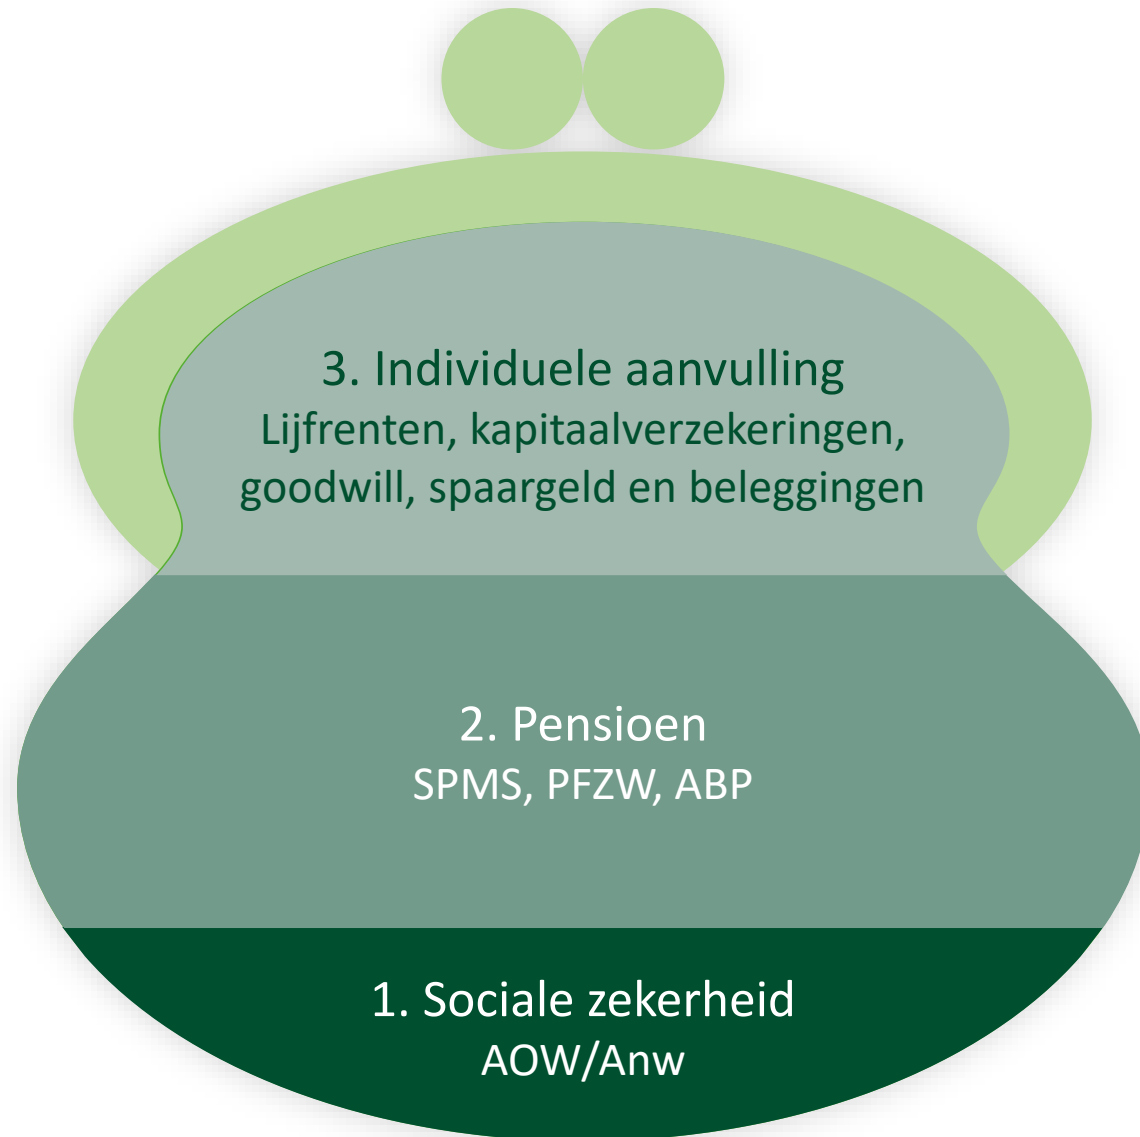 3. Individuele aanvulling
Lijfrenten, kapitaalverzekeringen,
goodwill, spaargeld en beleggingen
2. Pensioen
SPMS, PFZW, ABP
1. Sociale zekerheid
AOW/Anw